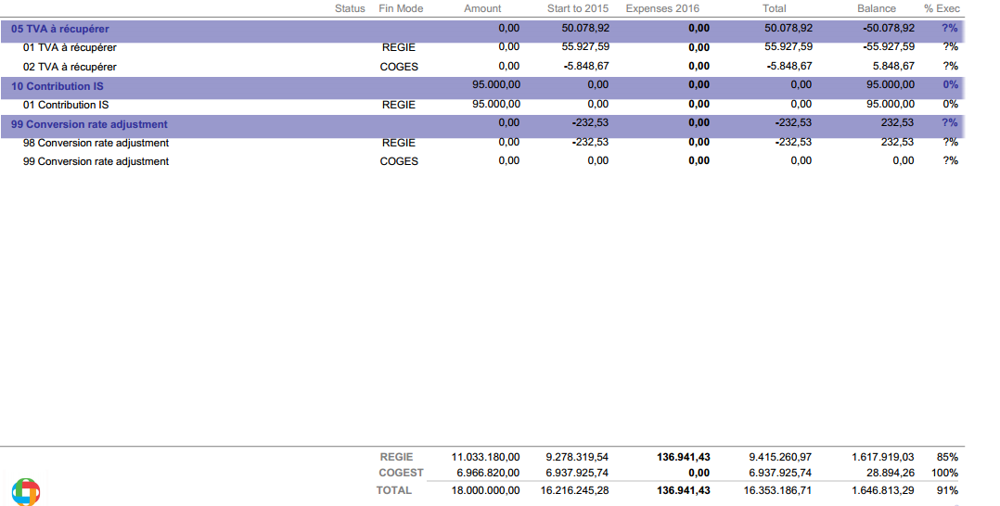 Status Fin Mode Amount Start to 2015 Expenses 2016 Total Balance % Exec
05 TVA à récupérer 0,00 50.078,92 0,00 50.078,92 -50.078,92 ?%
01 TVA à récupérer REGIE 0,00 55.927,59 0,00 55.927,59 -55.927,59 ?%
02 TVA à récupérer COGES 0,00 -5.848,67 0,00 -5.848,67 5.848,67 ?%
10 Contribution IS 95.000,00 0,00 0,00 0,00 95.000,00 0%
01 Contribution IS REGIE 95.000,00 0,00 0,00 0,00 95.000,00 0%
99 Conversion rate adjustment 0,00 -232,53 0,00 -232,53 232,53 ?%
98 Conversion rate adjustment REGIE 0,00 -232,53 0,00 -232,53 232,53 ?%
99 Conversion rate adjustment COGES 0,00 0,00 0,00 0,00 0,00 ?%
REGIE 11.033.180,00 9.278.319,54 136.941,43 9.415.260,97 1.617.919,03 85%
COGEST 6.966.820,00 6.937.925,74 0,00 6.937.925,74 28.894,26 100%
TOTAL 18.000.000,00 16.216.245,28 136.941,43 16.353.186,71 1.646.813,29 91%